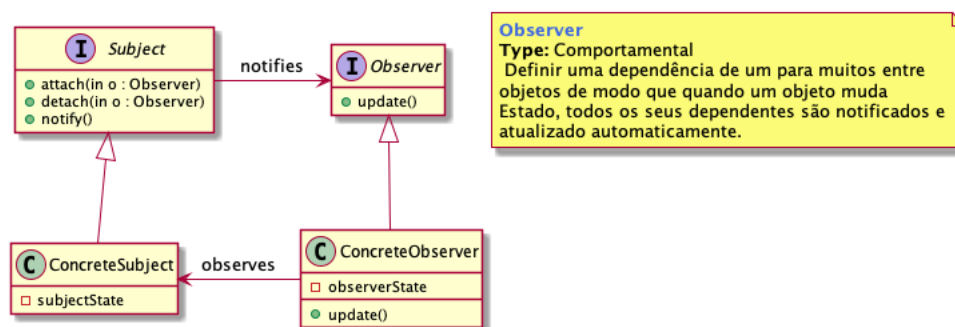 I Subject
attach(in o : Observer)
detach(in o : Observer)
notify()
notifies
I Observer
update()
Observer
Type: Comportamental
Definir uma dependência de um para muitos entre
objetos de modo que quando um objeto muda
Estado, todos os seus dependentes são notificados e
atualizado automaticamente.
C ConcreteSubject
subjectState
observes
C ConcreteObserver
observerState
update()